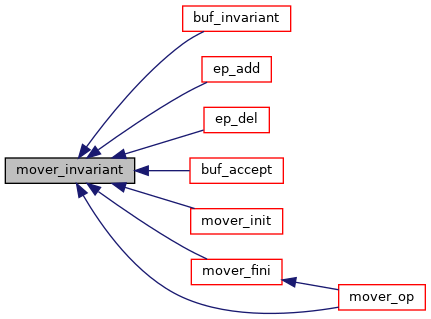 buf_invariant
ep_add
ep_del
mover_invariant
buf_accept
mover_init
mover_fini
mover_op